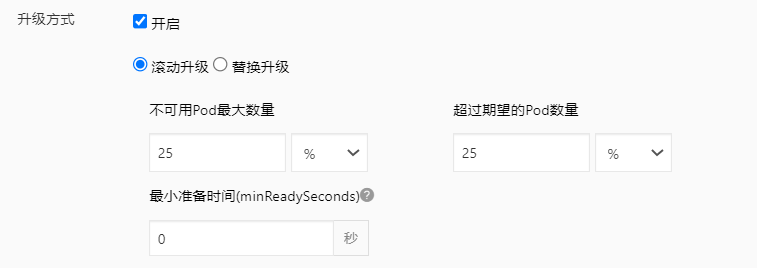 升级方式 开启
滚动升级 替换升级
不可用Pod最大数量 超过期望的Pod数量
25 % 25 %
最小准备时间(minReadySeconds)?
0 秒